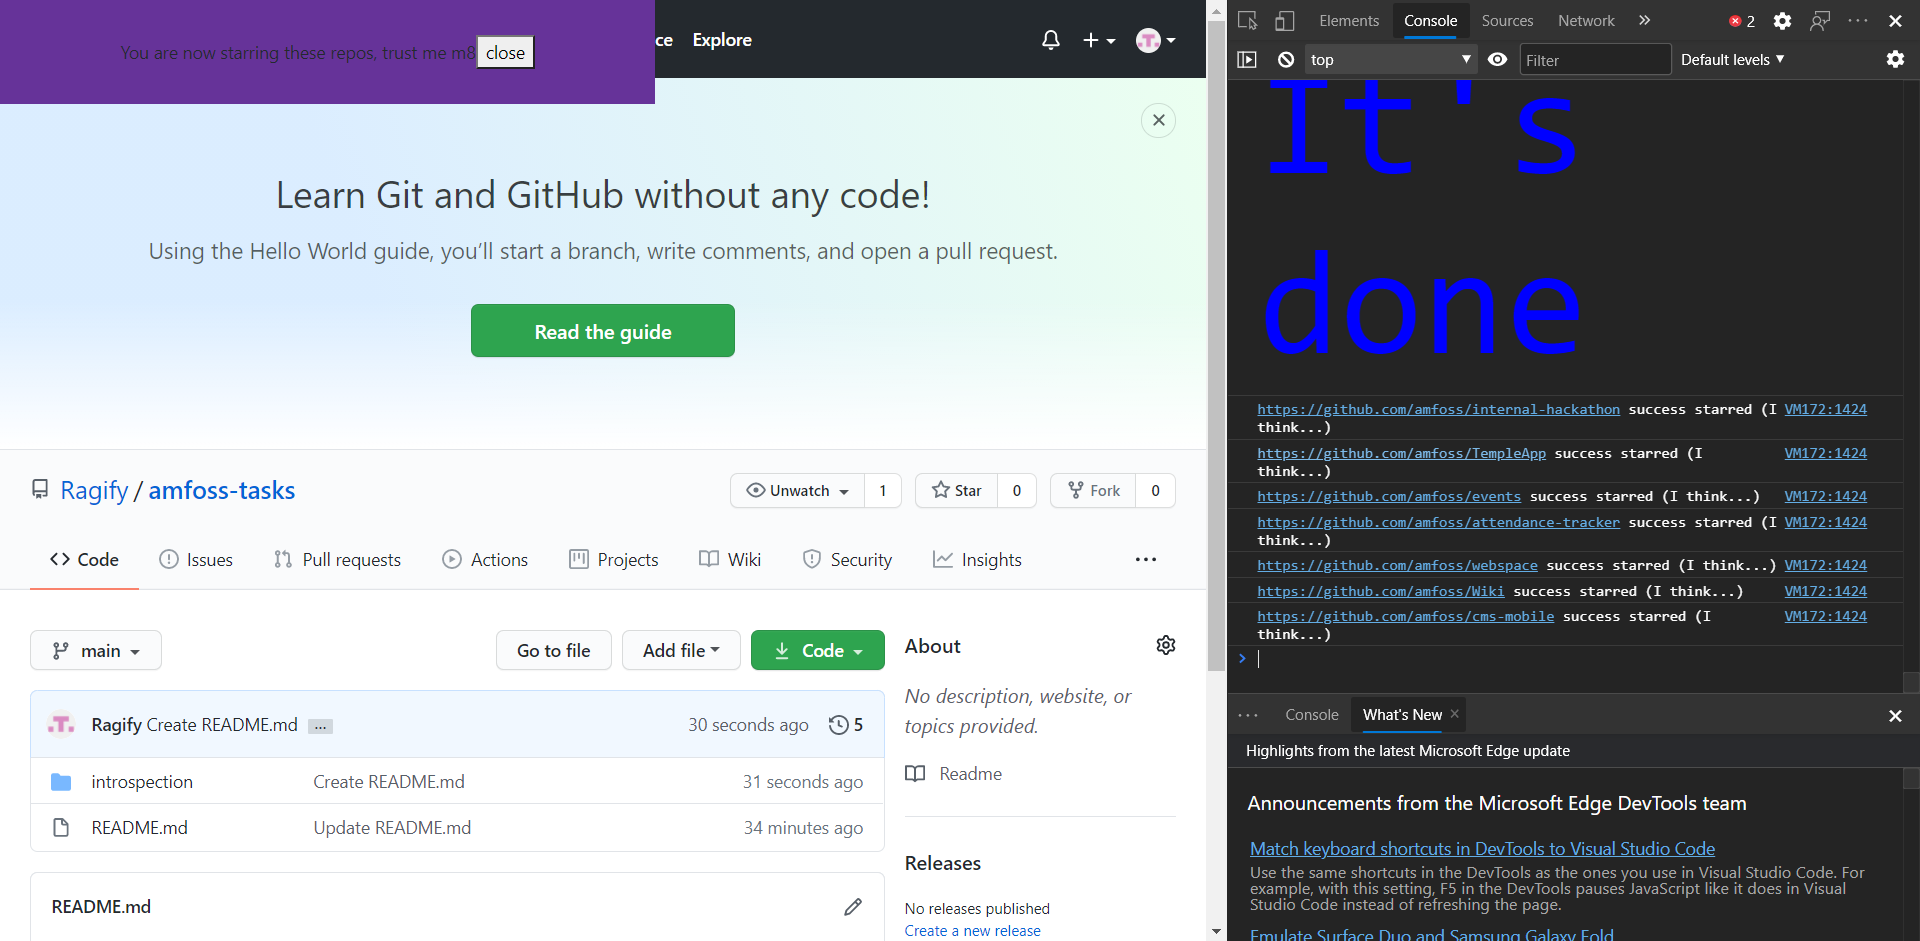 You are now starring these repos, trust me m8 close
ce Explore
Learn Git and GitHub without any code!
Using the Hello World guide, you’ll start a branch, write comments, and open a pull request.
Read the guide
Ragify / amfoss-tasks
Unwatch 1
Star 0
Fork 0
Code
Issues
Pull requests
Actions
Projects
Wiki
Security
Insights
main
Go to file
Add file
Code
Ragify Create README.md ...
30 seconds ago
5
introspection Create README.md 31 seconds ago
README.md Update README.md 34 minutes ago
README.md
About
No description, website, or
topics provided.
Readme
Releases
No releases published
Create a new release
Elements Console Sources Network 2
top Filter Default levels
It's
done
https://github.com/amfoss/internal-hackathon success starred (I VM172:1424
think...)
https://github.com/amfoss/TempleApp success starred (I VM172:1424
think...)
https://github.com/amfoss/events success starred (I think...) VM172:1424
https://github.com/amfoss/attendance-tracker success starred (I VM172:1424
think...)
https://github.com/amfoss/webspace success starred (I think...) VM172:1424
https://github.com/amfoss/Wiki success starred (I think...) VM172:1424
https://github.com/amfoss/cms-mobile success starred (I VM172:1424
think...)
Console What's New
Highlights from the latest Microsoft Edge update
Announcements from the Microsoft Edge DevTools team
Match keyboard shortcuts in DevTools to Visual Studio Code
Use the same shortcuts in the DevTools as the ones you use in Visual Studio Code. For
example, with this setting, F5 in the DevTools pauses JavaScript like it does in Visual
Studio Code instead of refreshing the page.
Emulate Surface Duo and Samsung Galaxy Fold